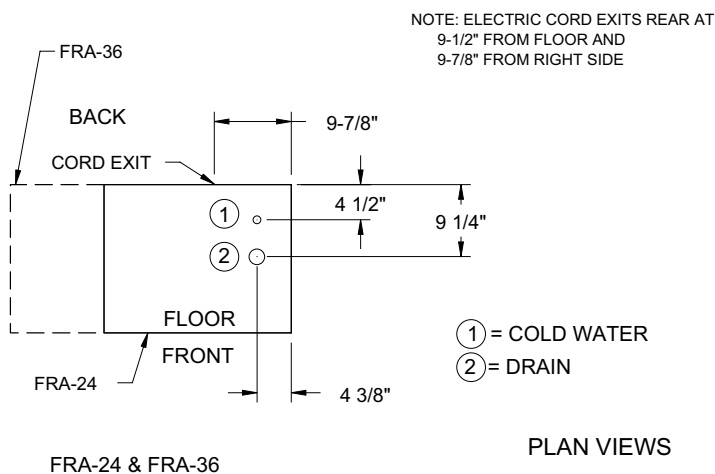 NOTE: ELECTRIC CORD EXITS REAR AT
9-1/2" FROM FLOOR AND
9-7/8" FROM RIGHT SIDE
FRA-36
BACK
9-7/8"
CORD EXIT
4 1/2"
1
9 1/4"
2
FLOOR
FRONT
1 = COLD WATER
2 = DRAIN
FRA-24
4 3/8"
PLAN VIEWS
FRA-24 & FRA-36